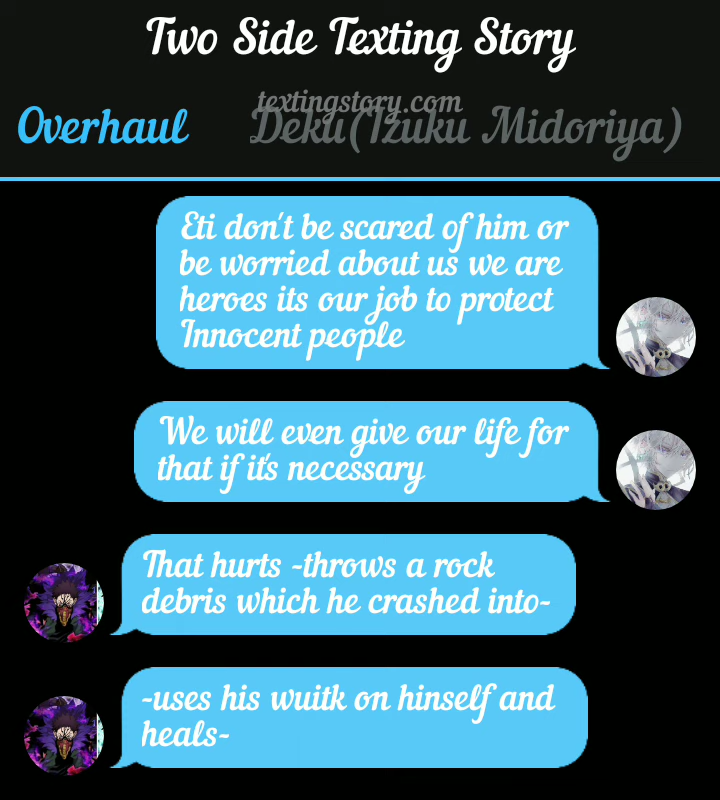 Two Side Texting Story
textingstory.com
Overhaul
Deku(Izuku Midoriya)
Eti don't be scared of him or
be worried about us we are
heroes its our job to protect
Innocent people
We will even give our life for
that if it's necessary
That hurts -throws a rock
debris which he crashed into-
-uses his wuitk on hinself and
heals-